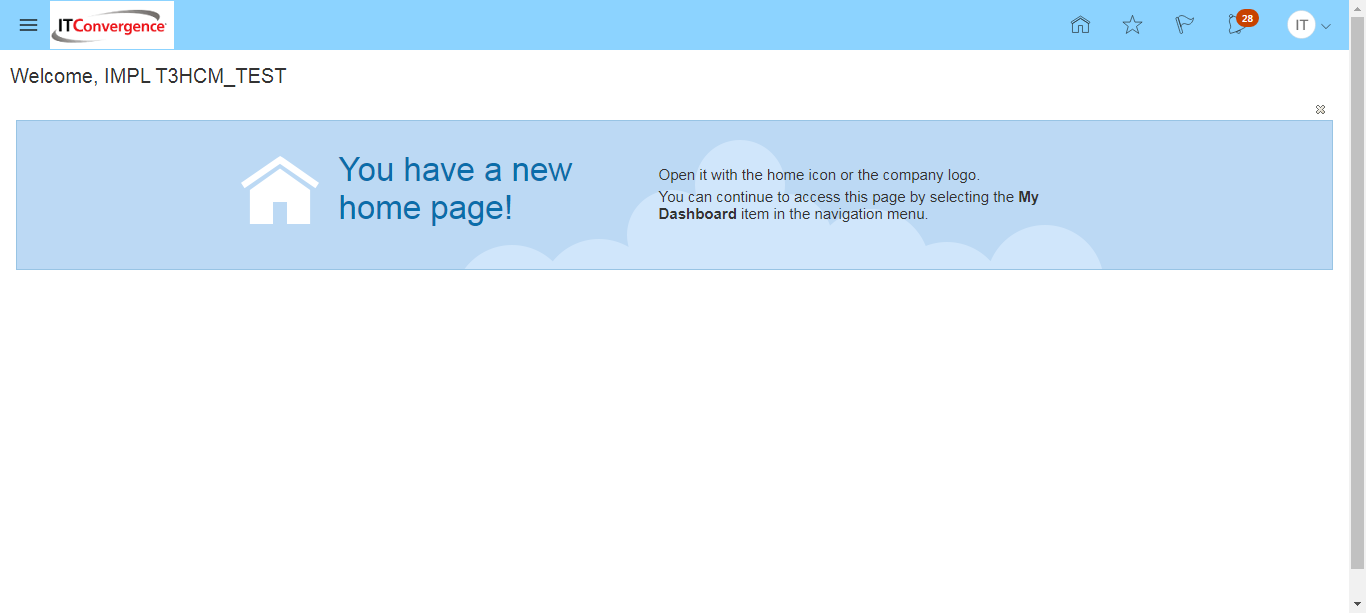 ITConvergence
28
IT
Welcome, IMPL T3HCM_TEST
You have a new
home page!
Open it with the home icon or the company logo.
You can continue to access this page by selecting the My
Dashboard item in the navigation menu.